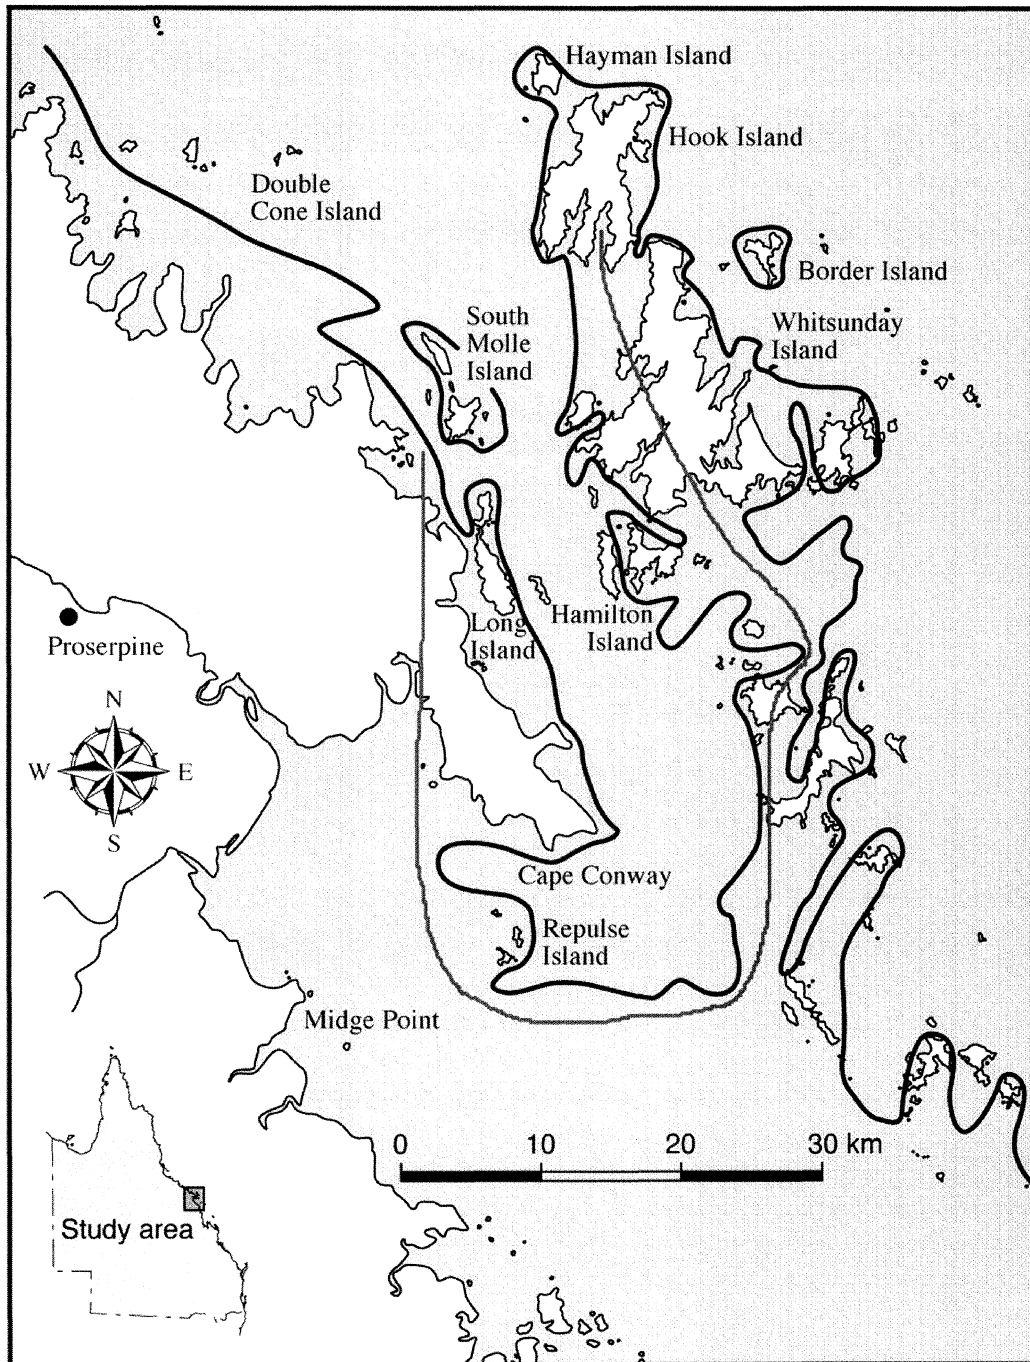 Hayman Island
Hook Island
Double
Cone Island
Border Island
South
Molle
Island
Whitsunday
Island
Long
Island
Hamilton
Island
Proserpine
N
W
E
S
Cape Conway
Repulse
Island
Midge Point
0 10 20 30 km
Study area